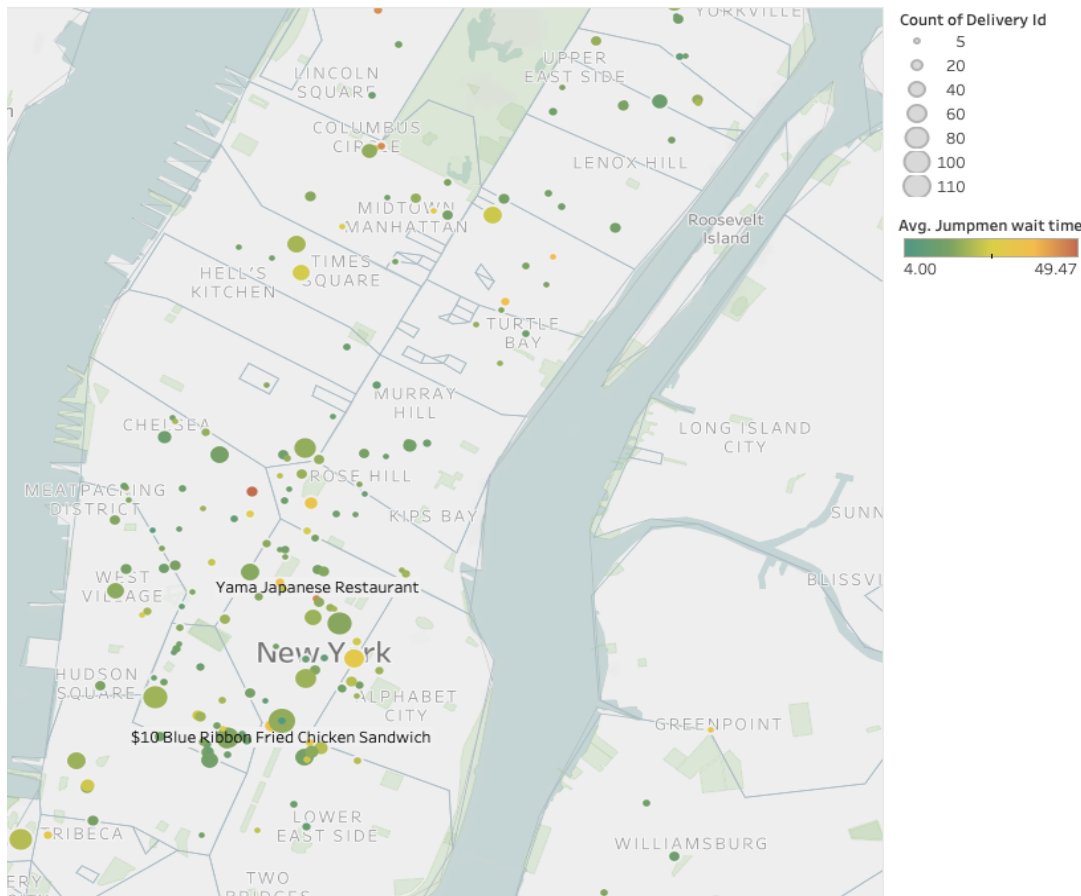 YORKVILLE
LINCOLN
SQUARE
UPPER
EAST SIDE
COLUMBUS
CIRCLE
LENOX HILL
MIDTOWN
MANHATTAN
Roosevelt
Island
HELL'S
KITCHEN
TIMES
SQUARE
TURTLE
BAY
MURRAY
HILL
CHELSEA
LONG ISLAND
CITY
ROSE HILL
MEATPACKING
DISTRICT
KIPS BAY
SUNN
WEST
VILLAGE
BLISSVI
Yama Japanese Restaurant
New York
HUDSON
SQUARE
ALPHABET
CITY
GREENPOINT
$10 Blue Ribbon Fried Chicken Sandwich
LOWER
EAST SIDE
TRIBECA
WILLIAMSBURG
TWO
BRIDGES
ERY
CITY
Count of Delivery Id
5
20
40
60
80
100
110
Avg. Jumpmen wait time
4.00 49.47